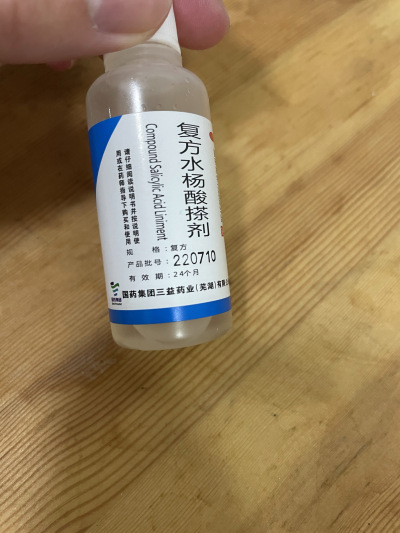 复方水杨酸搽剂
Compound Salicylic Acid Liniment
请仔细阅读说明书并按说明使
用或在药师指导下购买和使用
规 格：复方
产品批号：220710
有 效 期：24个月
国药集团三益药业(芜湖)有限